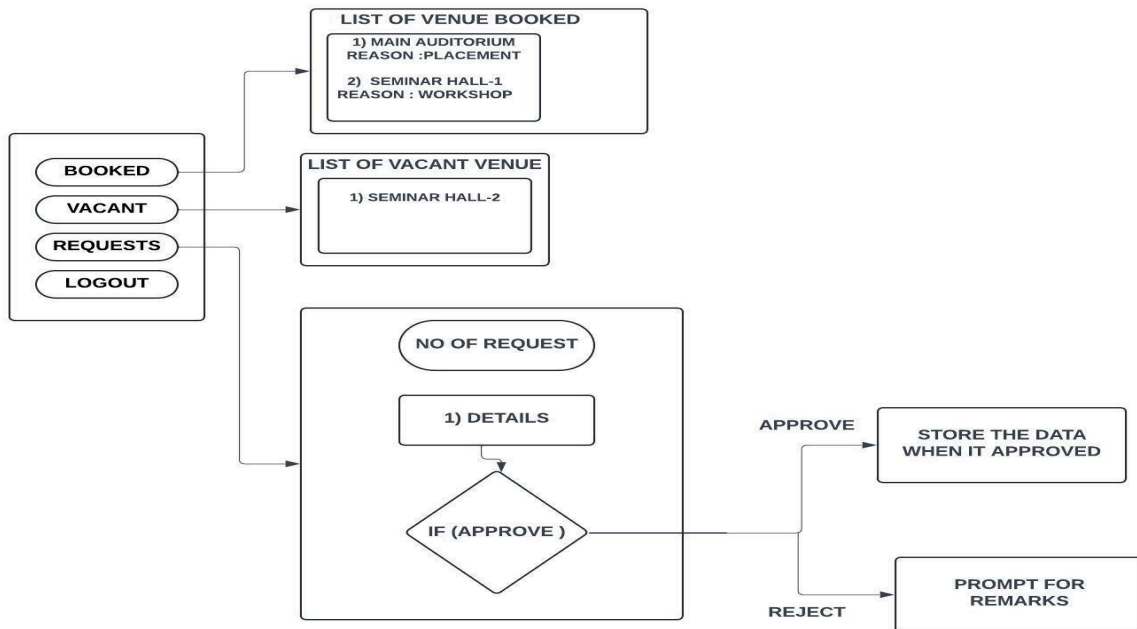 LIST OF VENUE BOOKED
1) MAIN AUDITORIUM
REASON :PLACEMENT
2) SEMINAR HALL-1
REASON : WORKSHOP
BOOKED
VACANT
REQUESTS
LOGOUT
LIST OF VACANT VENUE
1) SEMINAR HALL-2
NO OF REQUEST
1) DETAILS
IF (APPROVE )
APPROVE
STORE THE DATA
WHEN IT APPROVED
REJECT
PROMPT FOR
REMARKS